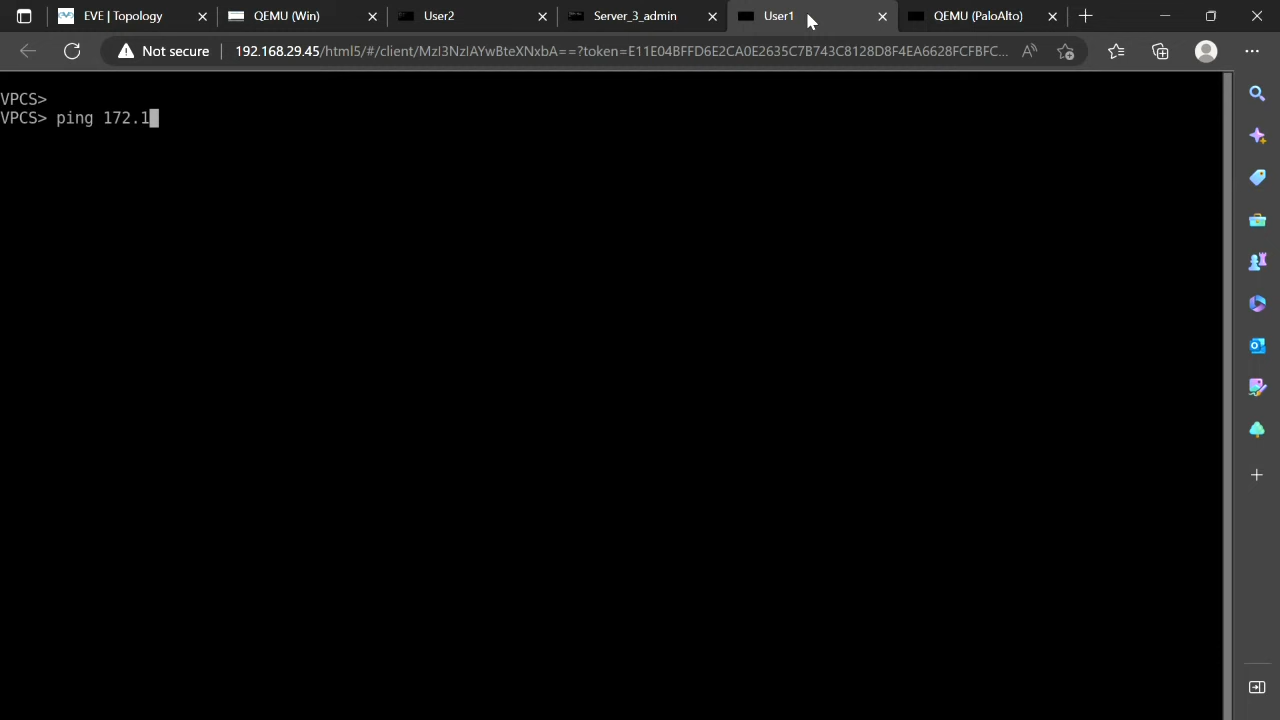 EVE | Topology
QEMU (Win)
User2
Server_3_admin
User1
QEMU (PaloAlto)
Not secure
192.168.29.45/html5/#/client/MzI3NzIAYwBteXNxbA==?token=E11E04BFFD6E2CA0E2635C7B743C8128D8F4EA6628FCFBFC...
VPCS>
VPCS> ping 172.1